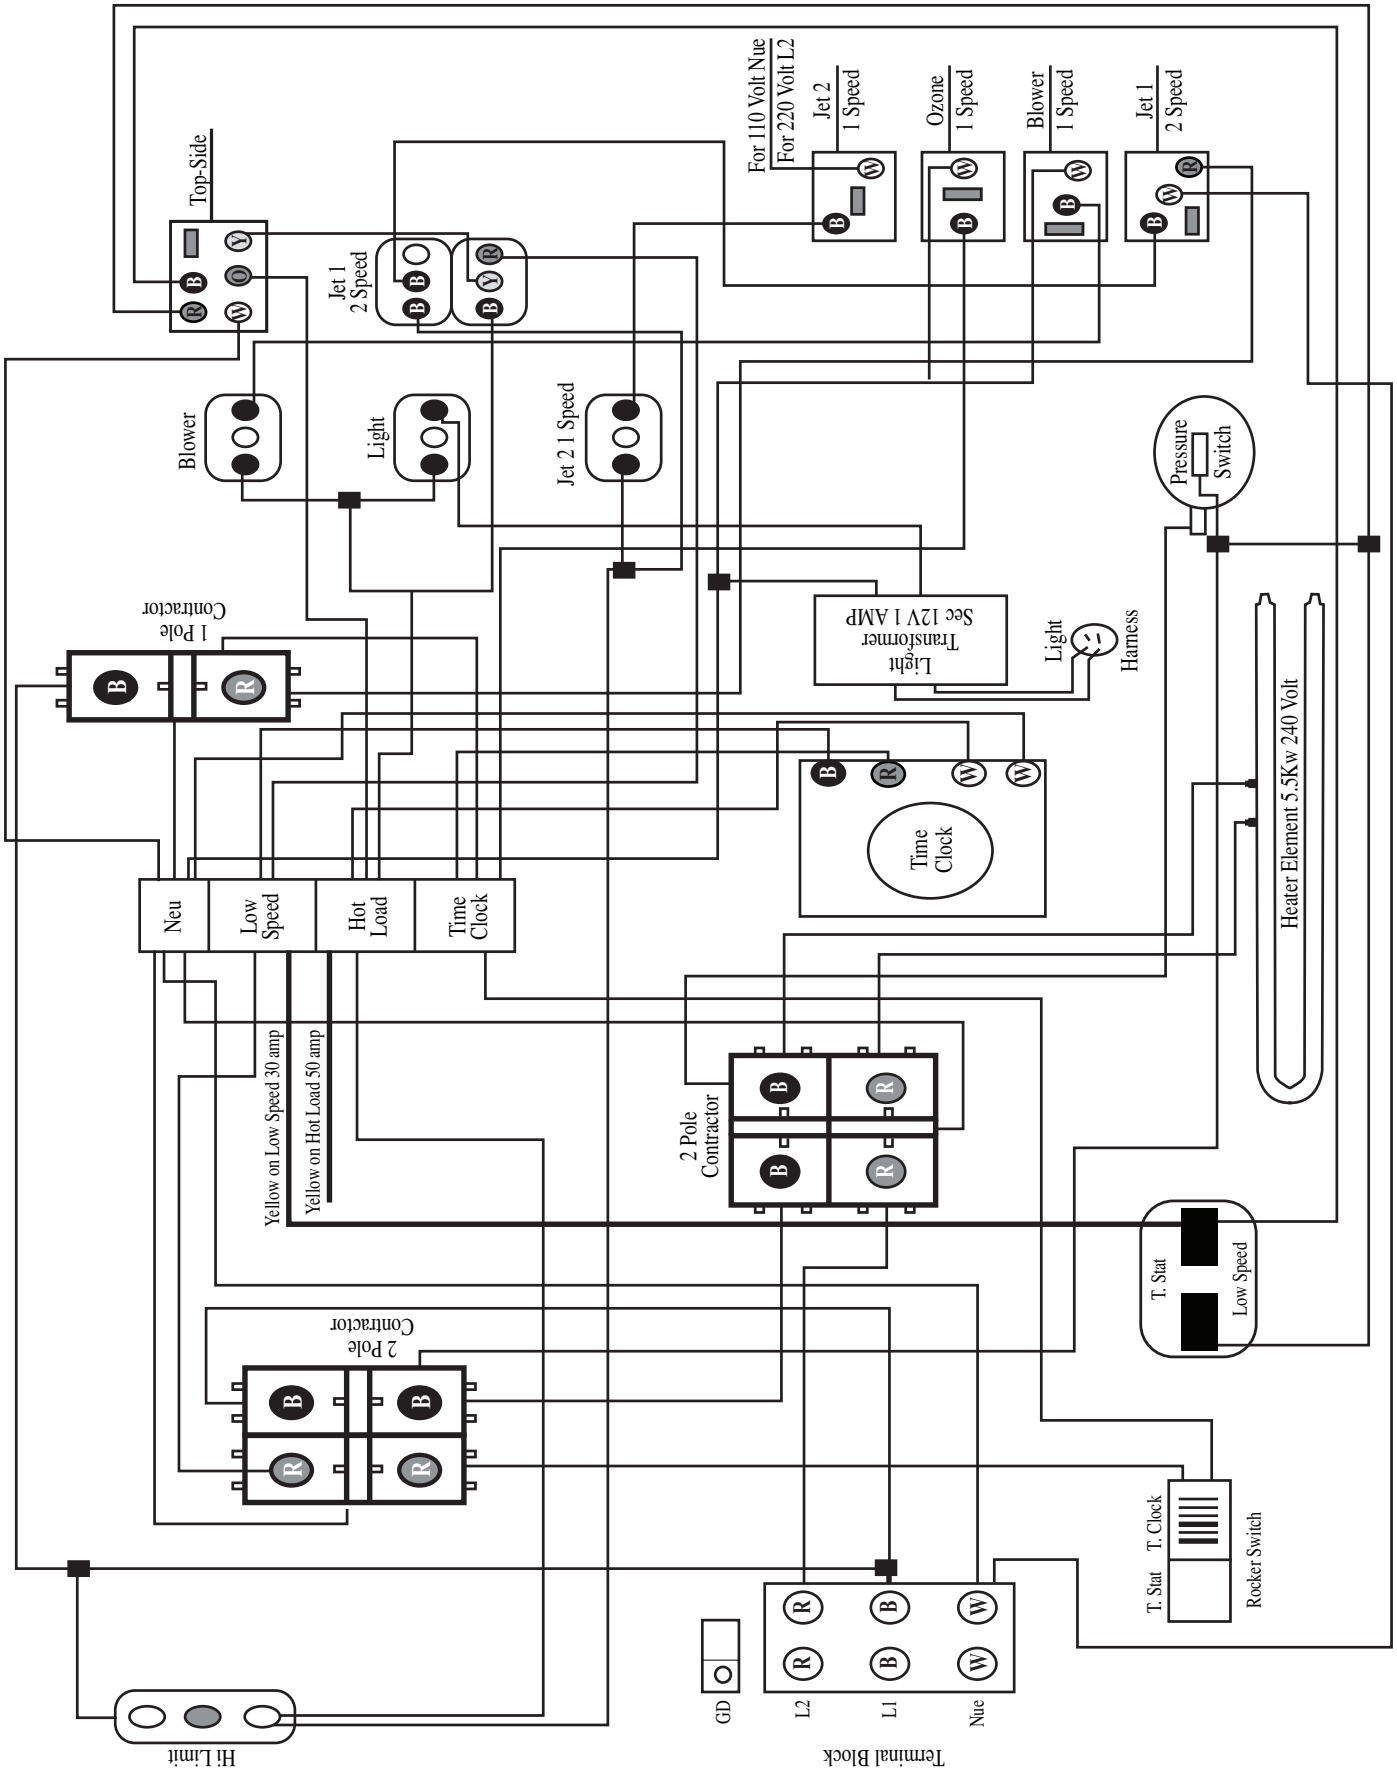 For 110 Volt Nue
For 220 Volt L2
Jet 2
1 Speed
Ozone
1 Speed
Blower
1 Speed
Jet 1
2 Speed
B
W
B
W
B
W
B
W
R
Top-Side
R
B
W
O
Y
Jet 1
2 Speed
B
B
B
Y
R
Blower
Light
Jet 2 1 Speed
Pressure
Switch
1 Pole
Contractor
B
R
Light
Transformer
Sec 12V 1 AMP
Light
Harness
Heater Element 5.5Kw 240 Volt
B
R
W
W
Time
Clock
Neu
Low
Speed
Hot
Load
Time
Clock
Yellow on Low Speed 30 amp
Yellow on Hot Load 50 amp
2 Pole
Contractor
B
B
R
R
T. Stat
Low Speed
2 Pole
Contractor
B
B
R
R
T. Stat
T. Clock
Rocker Switch
Hi Limit
GD
L2
L1
Nue
R
R
B
B
W
W
Terminal Block